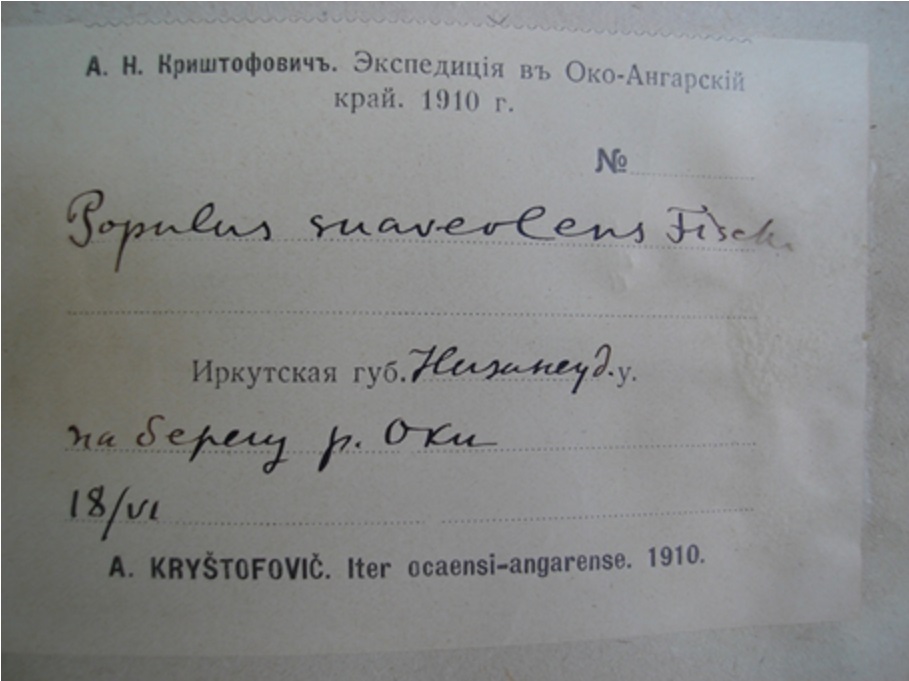 А. Н. Криштофовичъ. Экспедиція въ Око-Ангарскій
край. 1910 г.
№
Populus suaveolens Fisch.
Иркутская губ. Нижнеуд. у.
на берегу р. Оки
18/VI
A. KRYŠTOFOVIČ. Iter ocaensi-angarense. 1910.